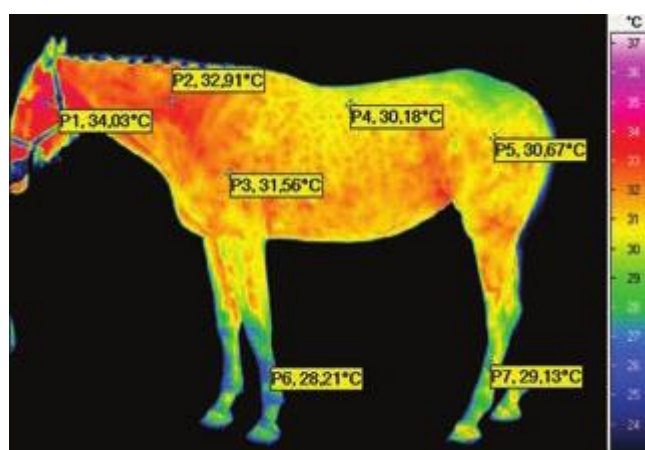 °C
37
P2, 32,91°C
36
P1, 34,03°C
P4, 30,18°C
35
34
P5, 30,67°C
33
P3, 31,56°C
32
31
30
29
28
27
P6, 28,21°C
P7, 29,13°C
26
25
24